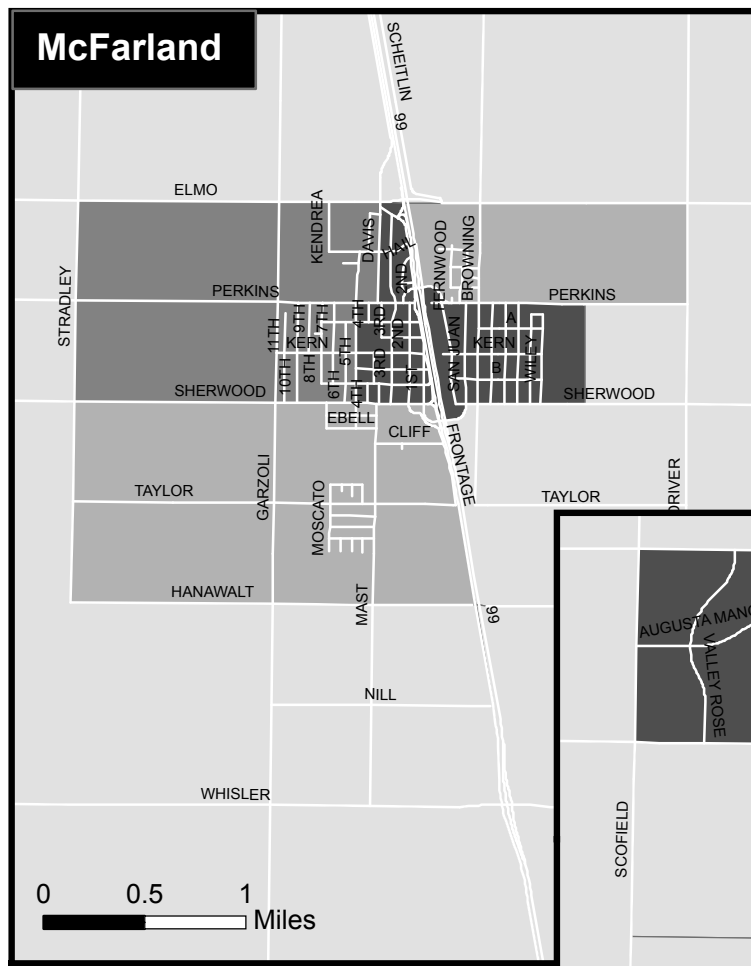 McFarland
SCHEITLIN
99
ELMO
KENDREA
DAVIS
HAIL
2ND
FERNWOOD
BROWNING
STRADLEY
PERKINS
PERKINS
11TH
9TH
7TH
4TH
3RD
2ND
A
KERN
KERN
SAN JUAN
WILEY
10TH
8TH
5TH
6TH
3RD
1ST
B
SHERWOOD
4TH
SHERWOOD
EBELL
CLIFF
FRONTAGE
GARZOLI
TAYLOR
MOSCATO
TAYLOR
DRIVER
HANAWALT
MAST
99
NILL
WHISLER
AUGUSTA MANO
VALLEY ROSE
SCOFIELD
0 0.5 1
Miles